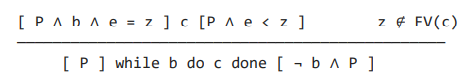 [ P ∧ b ∧ e = z ] c [P ∧ e < z ] z ∉ FV(c)
[ P ] while b do c done [ ¬ b ∧ P ]